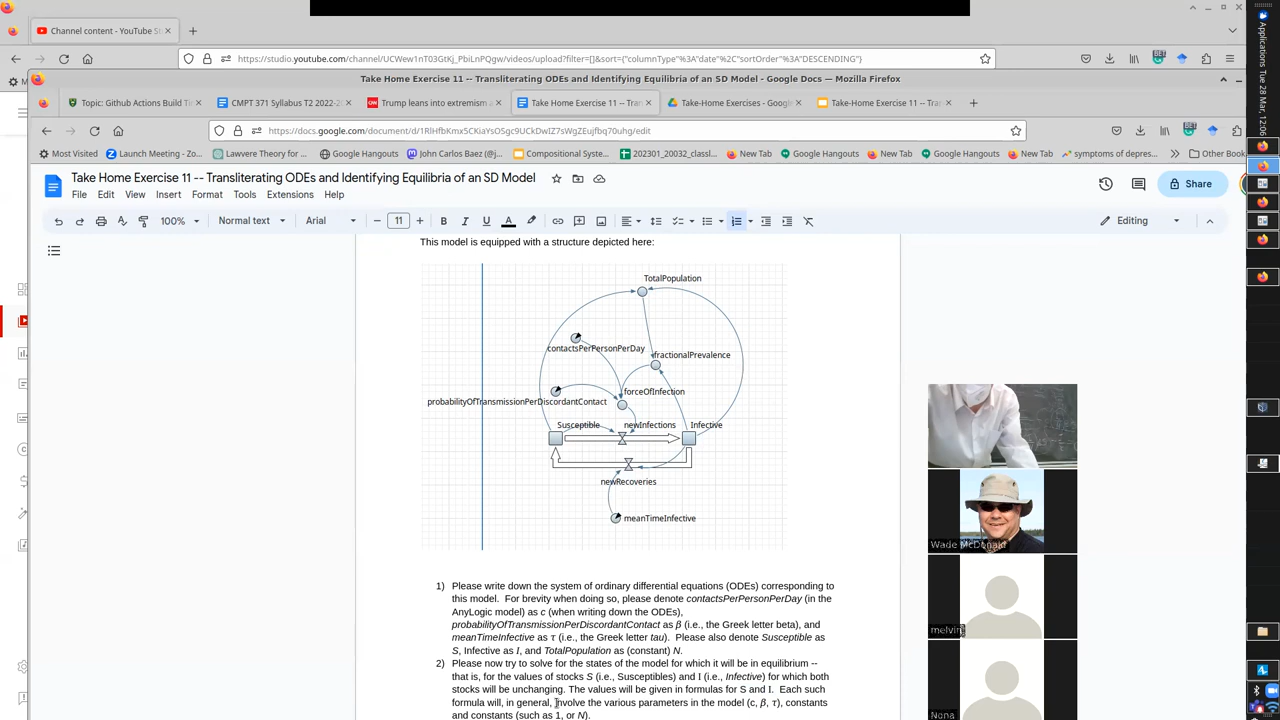 Channel content - YouTube S
https://studio.youtube.com/channel/UCWew1nT03GtKj_PbiLnPQgw/videos/upload?filter=[]&sort={"columnType"%3A"date"%2C"sortOrder"%3A"DESCENDING"}
Take Home Exercise 11 -- Transliterating ODEs and Identifying Equilibria of an SD Model - Google Docs — Mozilla Firefox
Topic: Github Actions Build Ti
CMPT 371 Syllabus T2 2022-2
Trump leans into extremism a
Take Home Exercise 11 -- Tran
Take-Home Exercises - Googl
Take-Home Exercise 11 -- Tra
https://docs.google.com/document/d/1RlHfbKmx5CKiaYsOSgc9UCkDwIZ7sWgZEujfbq70uhg/edit
Most Visited
Launch Meeting - Zo...
Lawvere Theory for ...
Google Hangouts
John Carlos Baez (@j...
Compositional Syste...
202301_20032_classl...
New Tab
Google Hangouts
New Tab
Google Hangouts
New Tab
symptoms of depres...
Other Book
Take Home Exercise 11 -- Transliterating ODEs and Identifying Equilibria of an SD Model
Share
File Edit View Insert Format Tools Extensions Help
100% Normal text Arial 11 B I U A
Editing
This model is equipped with a structure depicted here:
TotalPopulation
contactsPerPersonPerDay
fractionalPrevalence
forceOfInfection
probabilityOfTransmissionPerDiscordantContact
Susceptible
newInfections
Infective
newRecoveries
meanTimeInfective
1) Please write down the system of ordinary differential equations (ODEs) corresponding to
this model. For brevity when doing so, please denote contactsPerPersonPerDay (in the
AnyLogic model) as c (when writing down the ODEs),
probabilityOfTransmissionPerDiscordantContact as β (i.e., the Greek letter beta), and
meanTimeInfective as τ (i.e., the Greek letter tau). Please also denote Susceptible as
S, Infective as I, and TotalPopulation as (constant) N.
2) Please now try to solve for the states of the model for which it will be in equilibrium --
that is, for the values of stocks S (i.e., Susceptibles) and I (i.e., Infective) for which both
stocks will be unchanging. The values will be given in formulas for S and I. Each such
formula will, in general, involve the various parameters in the model (c, β, τ), constants
and constants (such as 1, or N).
Wade McDonald
melvin
Nona
Applications Tue 28 Mar, 12:06